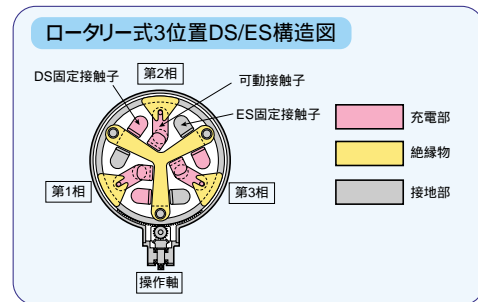 ロータリー式3位置DS/ES構造図
第2相
DS固定接触子
可動接触子
ES固定接触子
充電部
絶縁物
接地部
第1相
第3相
操作軸